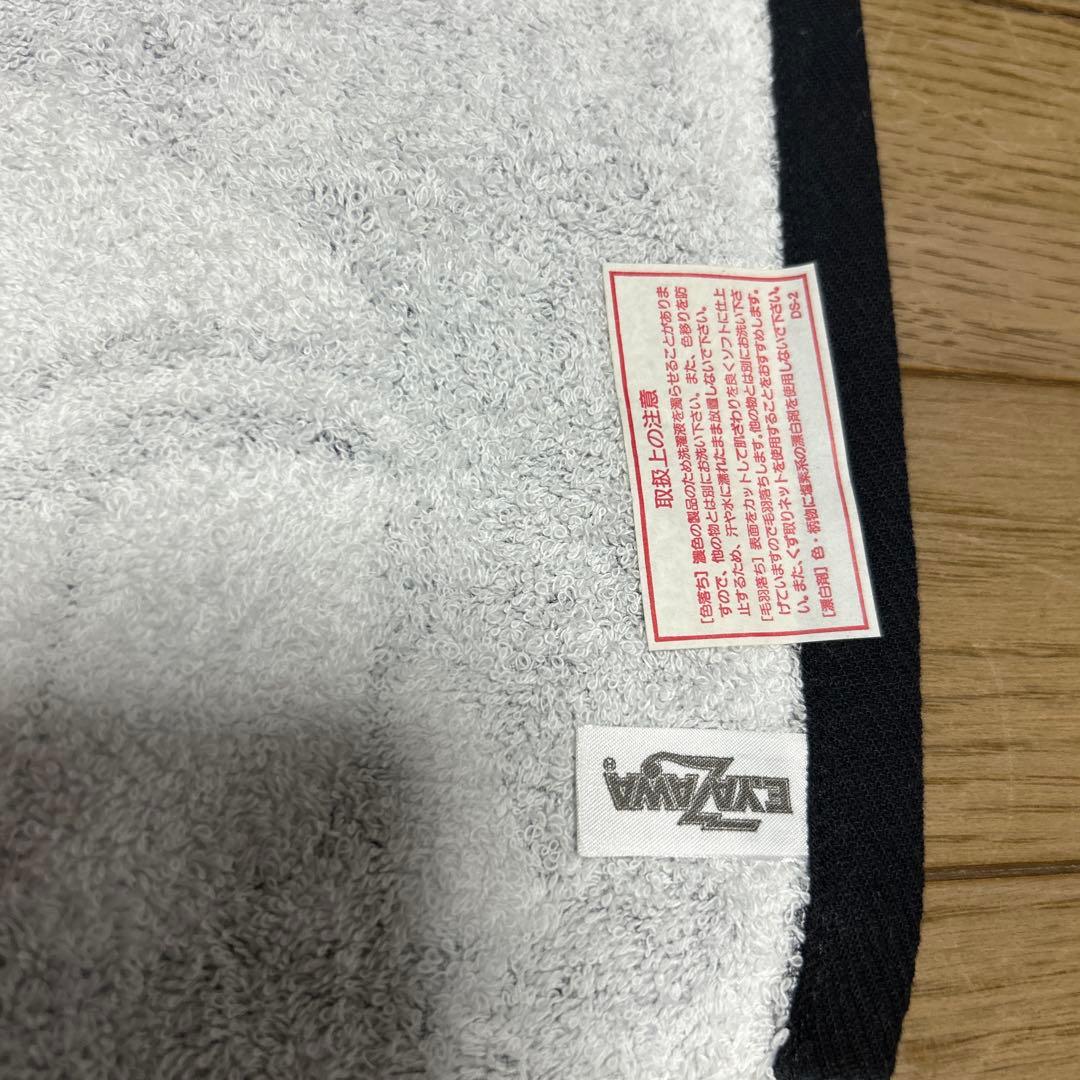 取扱上の注意
[色落ち] 濃色の製品のため洗濯液を濁らせることがありま
すので、他の物とは別にお洗い下さい。また、色移りを防
止するため、汗や水に濡れたまま放置しないで下さい。
[毛羽落ち] 表面をカットして肌ざわりを良くソフトに仕上
げていますので毛羽落ちします。他の物とは別にお洗い下さ
い。また、くず取りネットを使用することをおすすめします。
[漂白剤] 色・柄物に塩素系の漂白剤を使用しないで下さい。
DS-2
E.YAZAWA®